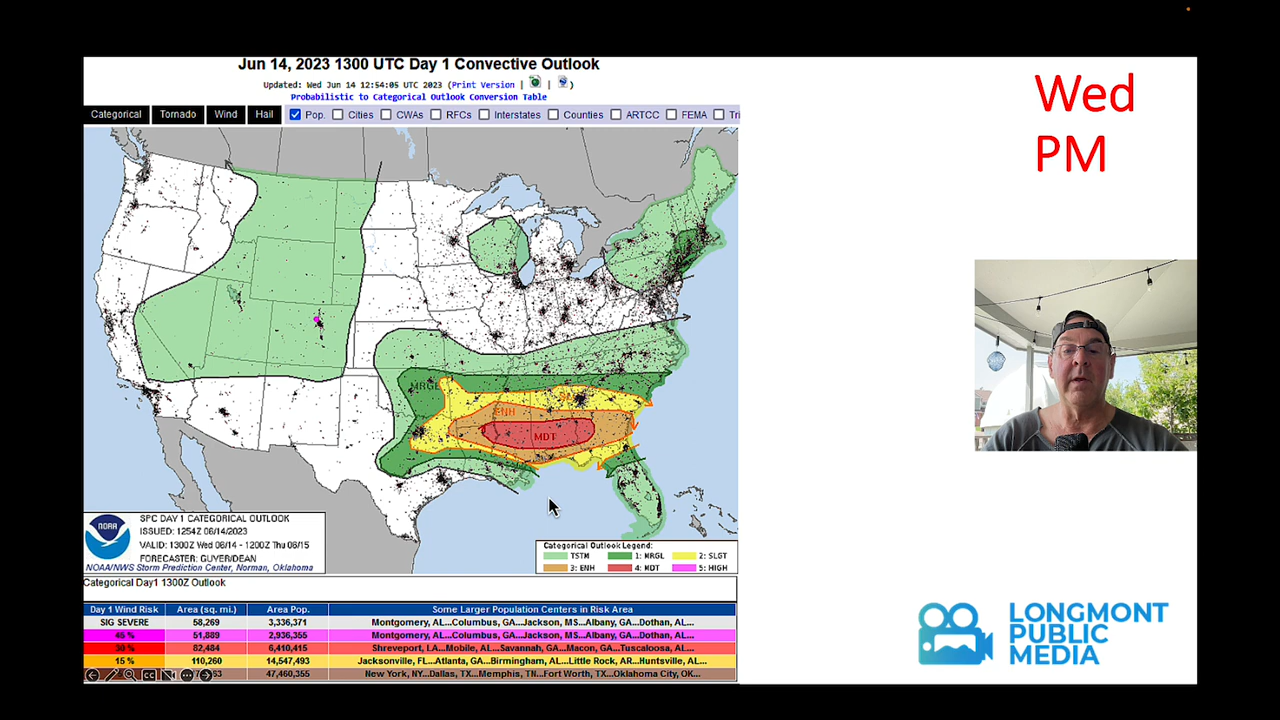 Jun 14, 2023 1300 UTC Day 1 Convective Outlook
Updated: Wed Jun 14 12:54:05 UTC 2023 (Print Version | | )
Probabilistic to Categorical Outlook Conversion Table
Categorical Tornado Wind Hail Pop. Cities CWAs RFCs Interstates Counties ARTCC FEMA Tri
Wed
PM
MRGL
ENH
MDT
SPC DAY 1 CATEGORICAL OUTLOOK
ISSUED: 1254Z 06/14/2023
VALID: 1300Z Wed 06/14 - 1200Z Thu 06/15
FORECASTER: GUYER/DEAN
NOAA/NWS Storm Prediction Center, Norman, Oklahoma
NOAA
Categorical Outlook Legend:
TSTM 1: MRGL 2: SLGT
3: ENH 4: MDT 5: HIGH
Categorical Day1 1300Z Outlook
Day 1 Wind Risk Area (sq. mi.) Area Pop. Some Larger Population Centers in Risk Area
SIG SEVERE 58,269 3,336,371 Montgomery, AL...Columbus, GA...Jackson, MS...Albany, GA...Dothan, AL...
45 % 51,889 2,936,355 Montgomery, AL...Columbus, GA...Jackson, MS...Albany, GA...Dothan, AL...
30 % 82,484 6,410,415 Shreveport, LA...Mobile, AL...Savannah, GA...Macon, GA...Tuscaloosa, AL...
15 % 110,260 14,547,493 Jacksonville, FL...Atlanta, GA...Birmingham, AL...Little Rock, AR...Huntsville, AL...
47,460,355 New York, NY...Dallas, TX...Memphis, TN...Fort Worth, TX...Oklahoma City, OK...
LONGMONT
PUBLIC
MEDIA